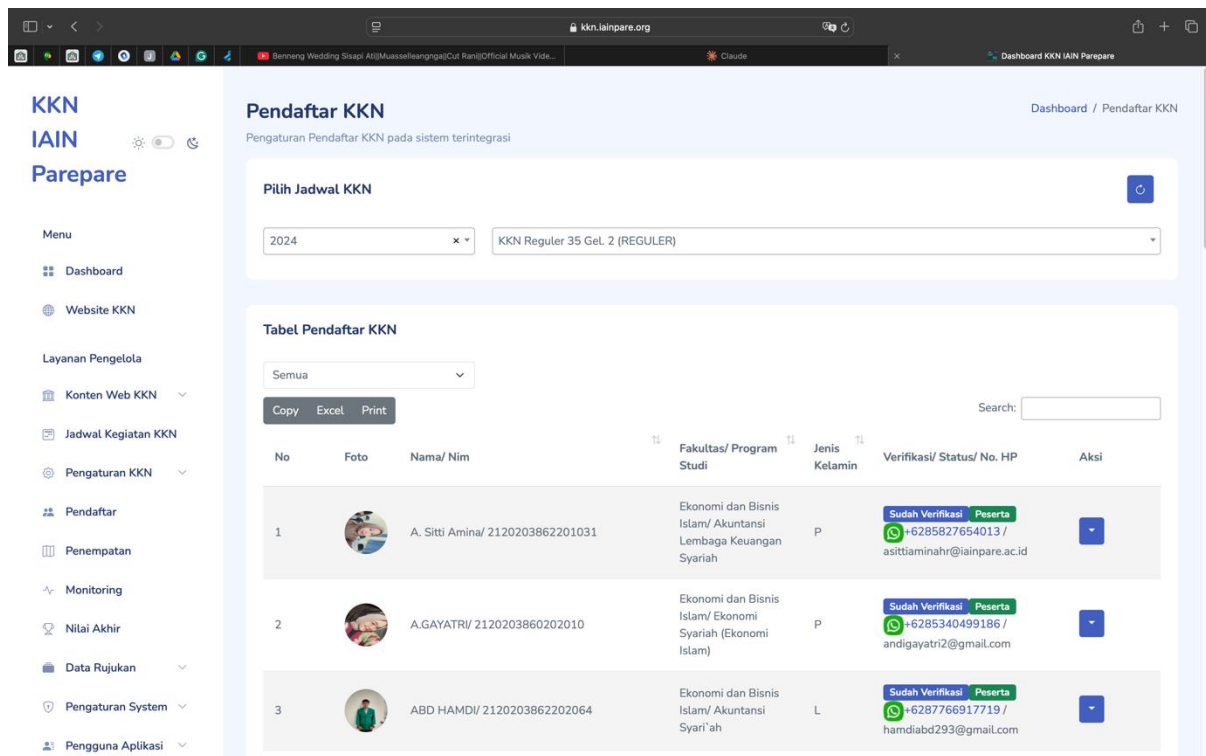 kkn.iainpare.org
Benneng Wedding Sisapi Ati||Muasselleangnga||Cut Rani||Official Musik Vide...
Claude
Dashboard KKN IAIN Parepare
KKN
IAIN
Parepare
Menu
Dashboard
Website KKN
Layanan Pengelola
Konten Web KKN
Jadwal Kegiatan KKN
Pengaturan KKN
Pendaftar
Penempatan
Monitoring
Nilai Akhir
Data Rujukan
Pengaturan System
Pengguna Aplikasi
Pendaftar KKN
Dashboard / Pendaftar KKN
Pengaturan Pendaftar KKN pada sistem terintegrasi
Pilih Jadwal KKN
2024
KKN Reguler 35 Gel. 2 (REGULER)
Tabel Pendaftar KKN
Semua
Copy Excel Print
Search:
No Foto Nama/ Nim Fakultas/ Program Studi Jenis Kelamin Verifikasi/ Status/ No. HP Aksi
1
A. Sitti Amina/ 2120203862201031
Ekonomi dan Bisnis
Islam/ Akuntansi
Lembaga Keuangan
Syariah
P
Sudah Verifikasi Peserta
+6285827654013 /
asittiaminahr@iainpare.ac.id
2
A.GAYATRI/ 2120203860202010
Ekonomi dan Bisnis
Islam/ Ekonomi
Syariah (Ekonomi
Islam)
P
Sudah Verifikasi Peserta
+6285340499186 /
andigayatri2@gmail.com
3
ABD HAMDI/ 2120203862202064
Ekonomi dan Bisnis
Islam/ Akuntansi
Syari`ah
L
Sudah Verifikasi Peserta
+6287766917719 /
hamdiabd293@gmail.com